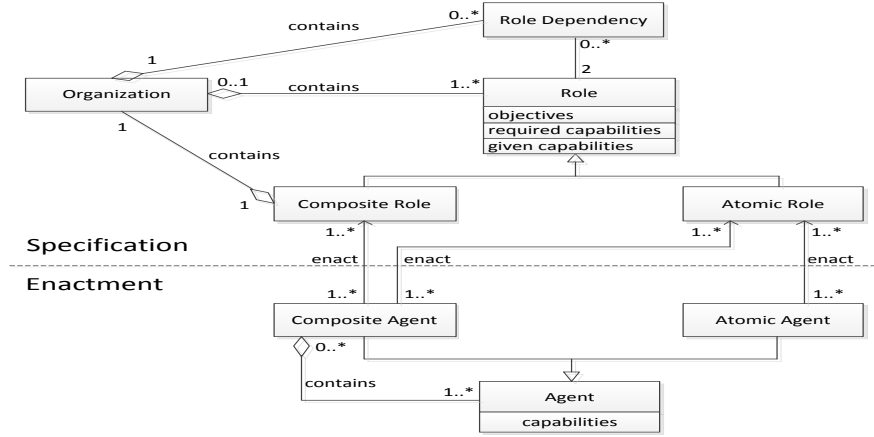 contains
0..*
Role Dependency
1
0..*
2
Organization
0..1
contains
1..*
Role
objectives
required capabilities
given capabilities
1
contains
1
Composite Role
Atomic Role
Specification
1..*
1..*
1..*
enact
enact
enact
Enactment
1..*
1..*
1..*
Composite Agent
Atomic Agent
0..*
contains
1..*
Agent
capabilities